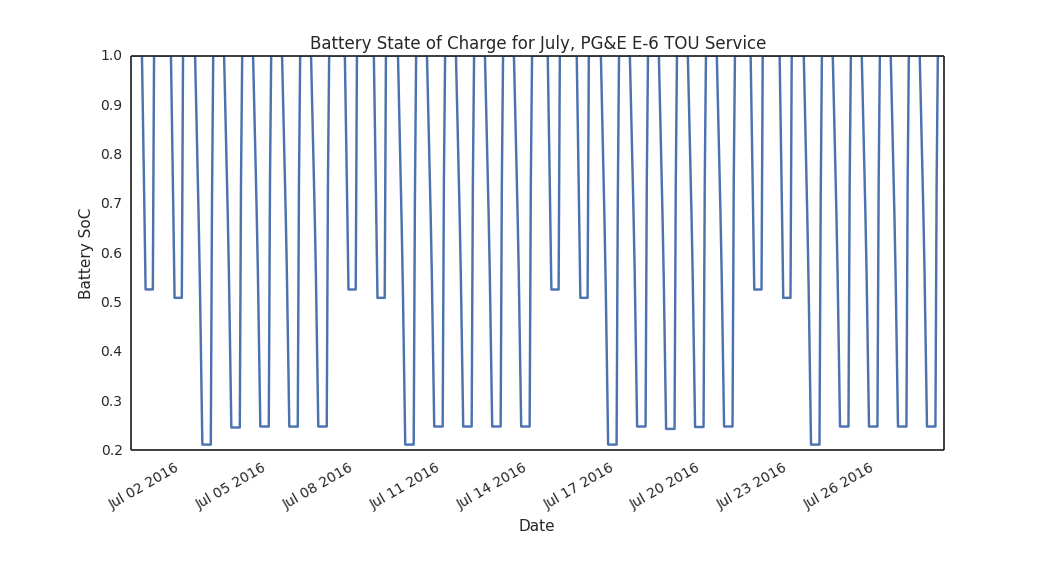 Battery State of Charge for July, PG&E E-6 TOU Service
1.0
0.9
0.8
0.7
0.6
0.5
0.4
0.3
0.2
Battery SoC
Jul 02 2016
Jul 05 2016
Jul 08 2016
Jul 11 2016
Jul 14 2016
Jul 17 2016
Jul 20 2016
Jul 23 2016
Jul 26 2016
Date